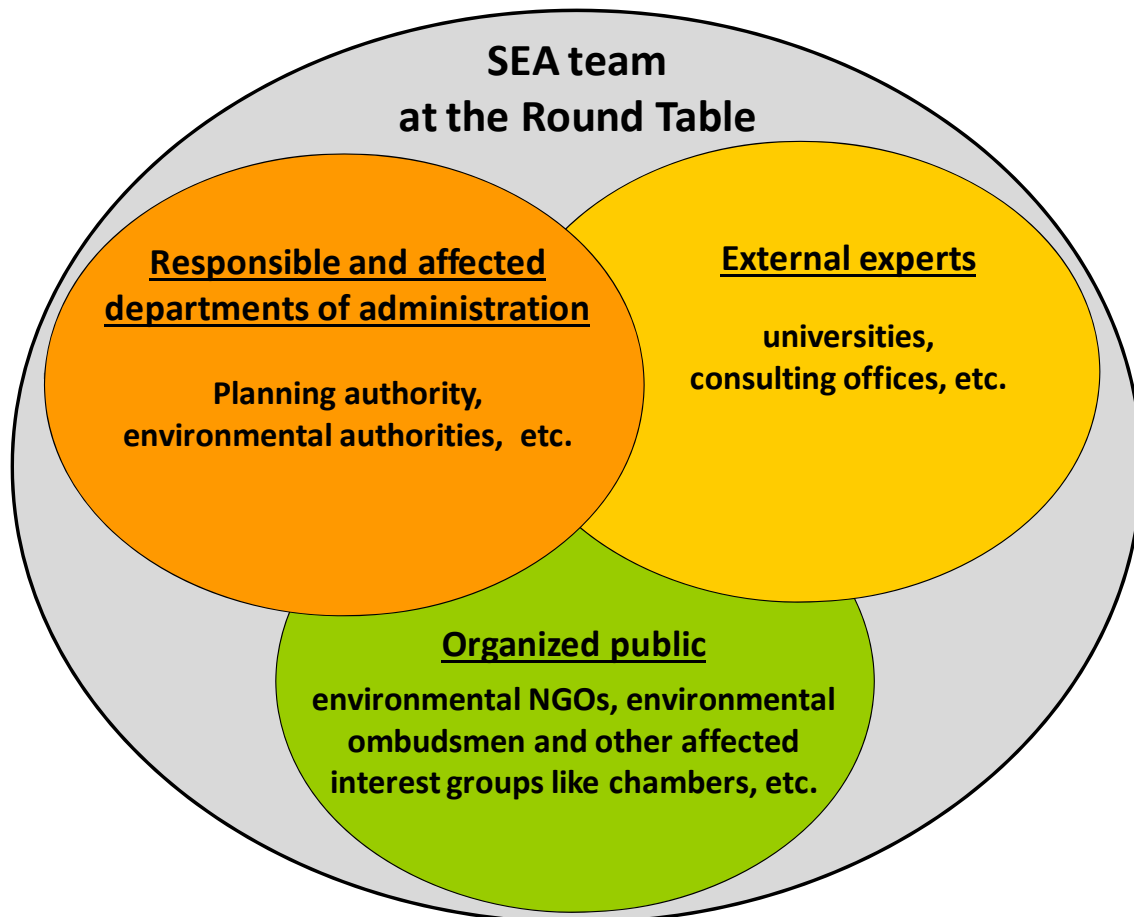 SEA team
at the Round Table
Responsible and affected
departments of administration
Planning authority,
environmental authorities, etc.
External experts
universities,
consulting offices, etc.
Organized public
environmental NGOs, environmental
ombudsmen and other affected
interest groups like chambers, etc.